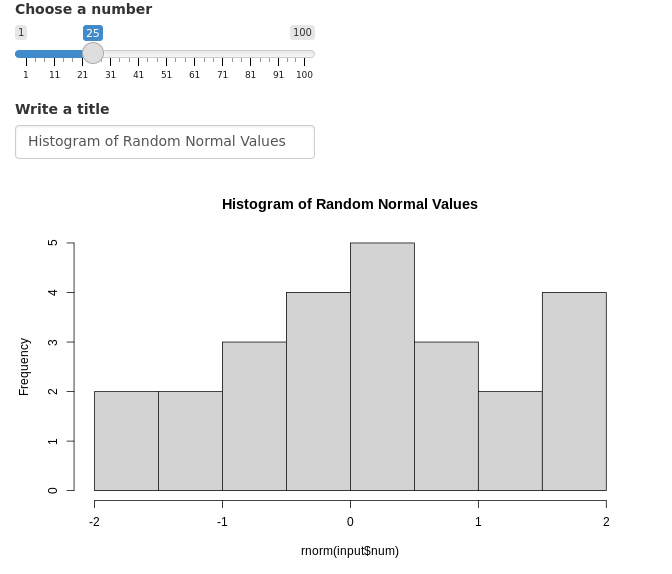 Choose a number
1 25 100
1 11 21 31 41 51 61 71 81 91 100
Write a title
Histogram of Random Normal Values
Histogram of Random Normal Values
5
4
3
2
1
0
Frequency
-2 -1 0 1 2
rnorm(input$num)